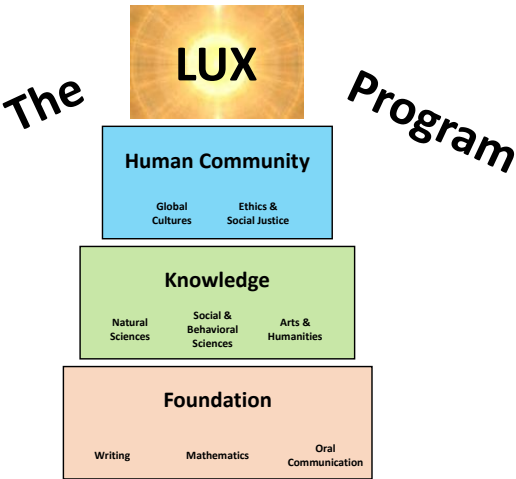 The
LUX
Program
Human Community
Global
Cultures
Ethics &
Social Justice
Knowledge
Natural
Sciences
Social &
Behavioral
Sciences
Arts &
Humanities
Foundation
Writing
Mathematics
Oral
Communication